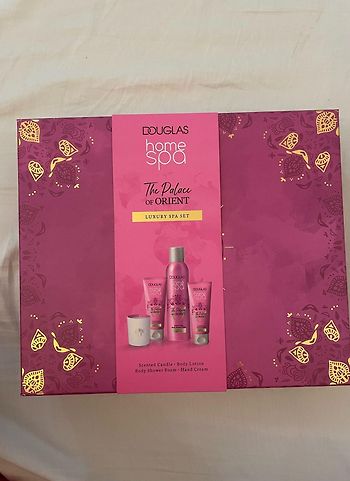 DOUGLAS
home
spa
The Palace
OF ORIENT
LUXURY SPA SET
DOUGLAS
Scented Candle • Body Lotion
Body Shower Foam • Hand Cream